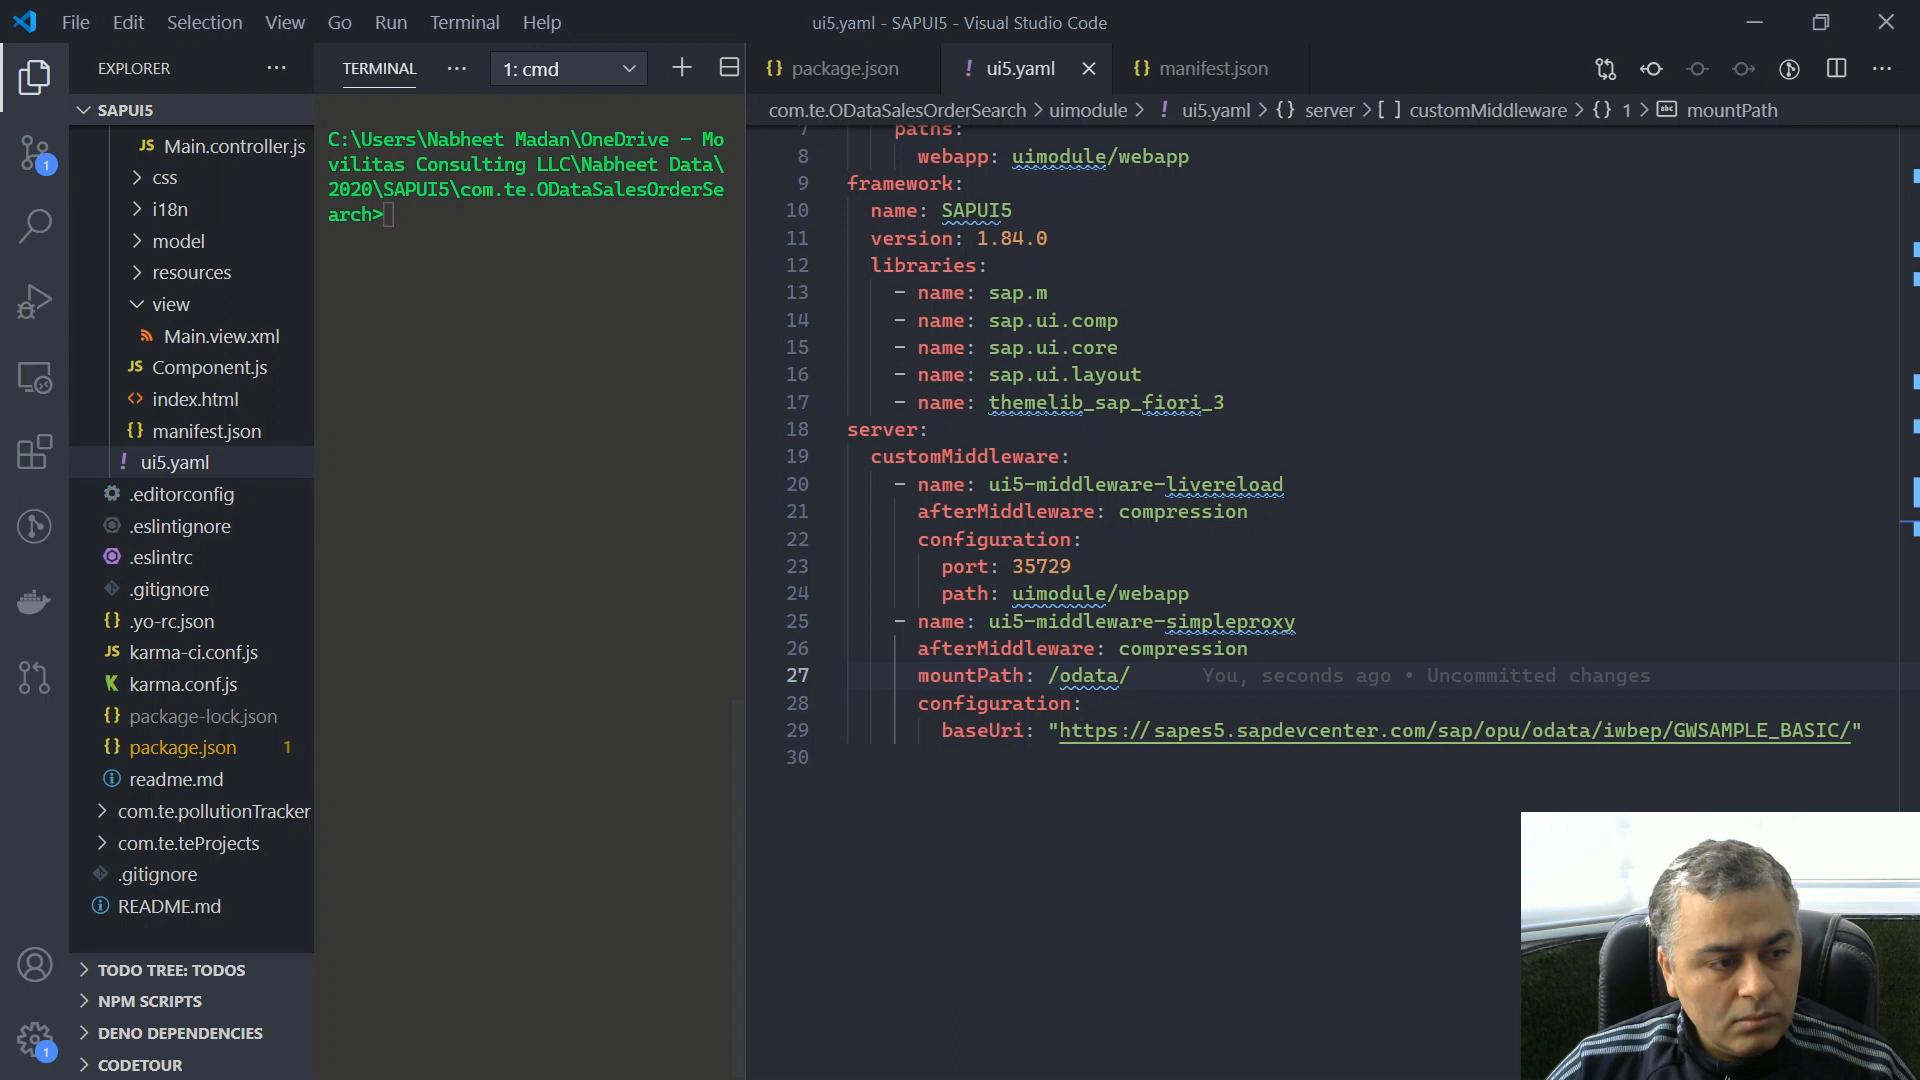 File Edit Selection View Go Run Terminal Help
ui5.yaml - SAPUI5 - Visual Studio Code
EXPLORER
SAPUI5
JS Main.controller.js
css
i18n
model
resources
view
Main.view.xml
JS Component.js
<> index.html
{} manifest.json
! ui5.yaml
.editorconfig
.eslintignore
.eslintrc
.gitignore
{} .yo-rc.json
JS karma-ci.conf.js
karma.conf.js
{} package-lock.json
{} package.json 1
readme.md
com.te.pollutionTracker
com.te.teProjects
.gitignore
README.md
TODO TREE: TODOS
NPM SCRIPTS
DENO DEPENDENCIES
CODETOUR
1
1
TERMINAL ··· 1: cmd
C:\Users\Nabheet Madan\OneDrive - Mo
vilitas Consulting LLC\Nabheet Data\
2020\SAPUI5\com.te.ODataSalesOrderSe
arch>
{} package.json ! ui5.yaml {} manifest.json
com.te.ODataSalesOrderSearch > uimodule > ! ui5.yaml > {} server > [ ] customMiddleware > {} 1 > abc mountPath
7 paths:
8 webapp: uimodule/webapp
9 framework:
10 name: SAPUI5
11 version: 1.84.0
12 libraries:
13 - name: sap.m
14 - name: sap.ui.comp
15 - name: sap.ui.core
16 - name: sap.ui.layout
17 - name: themelib_sap_fiori_3
18 server:
19 customMiddleware:
20 - name: ui5-middleware-livereload
21 afterMiddleware: compression
22 configuration:
23 port: 35729
24 path: uimodule/webapp
25 - name: ui5-middleware-simpleproxy
26 afterMiddleware: compression
27 mountPath: /odata/ You, seconds ago • Uncommitted changes
28 configuration:
29 baseUri: "https://sapes5.sapdevcenter.com/sap/opu/odata/iwbep/GWSAMPLE_BASIC/"
30